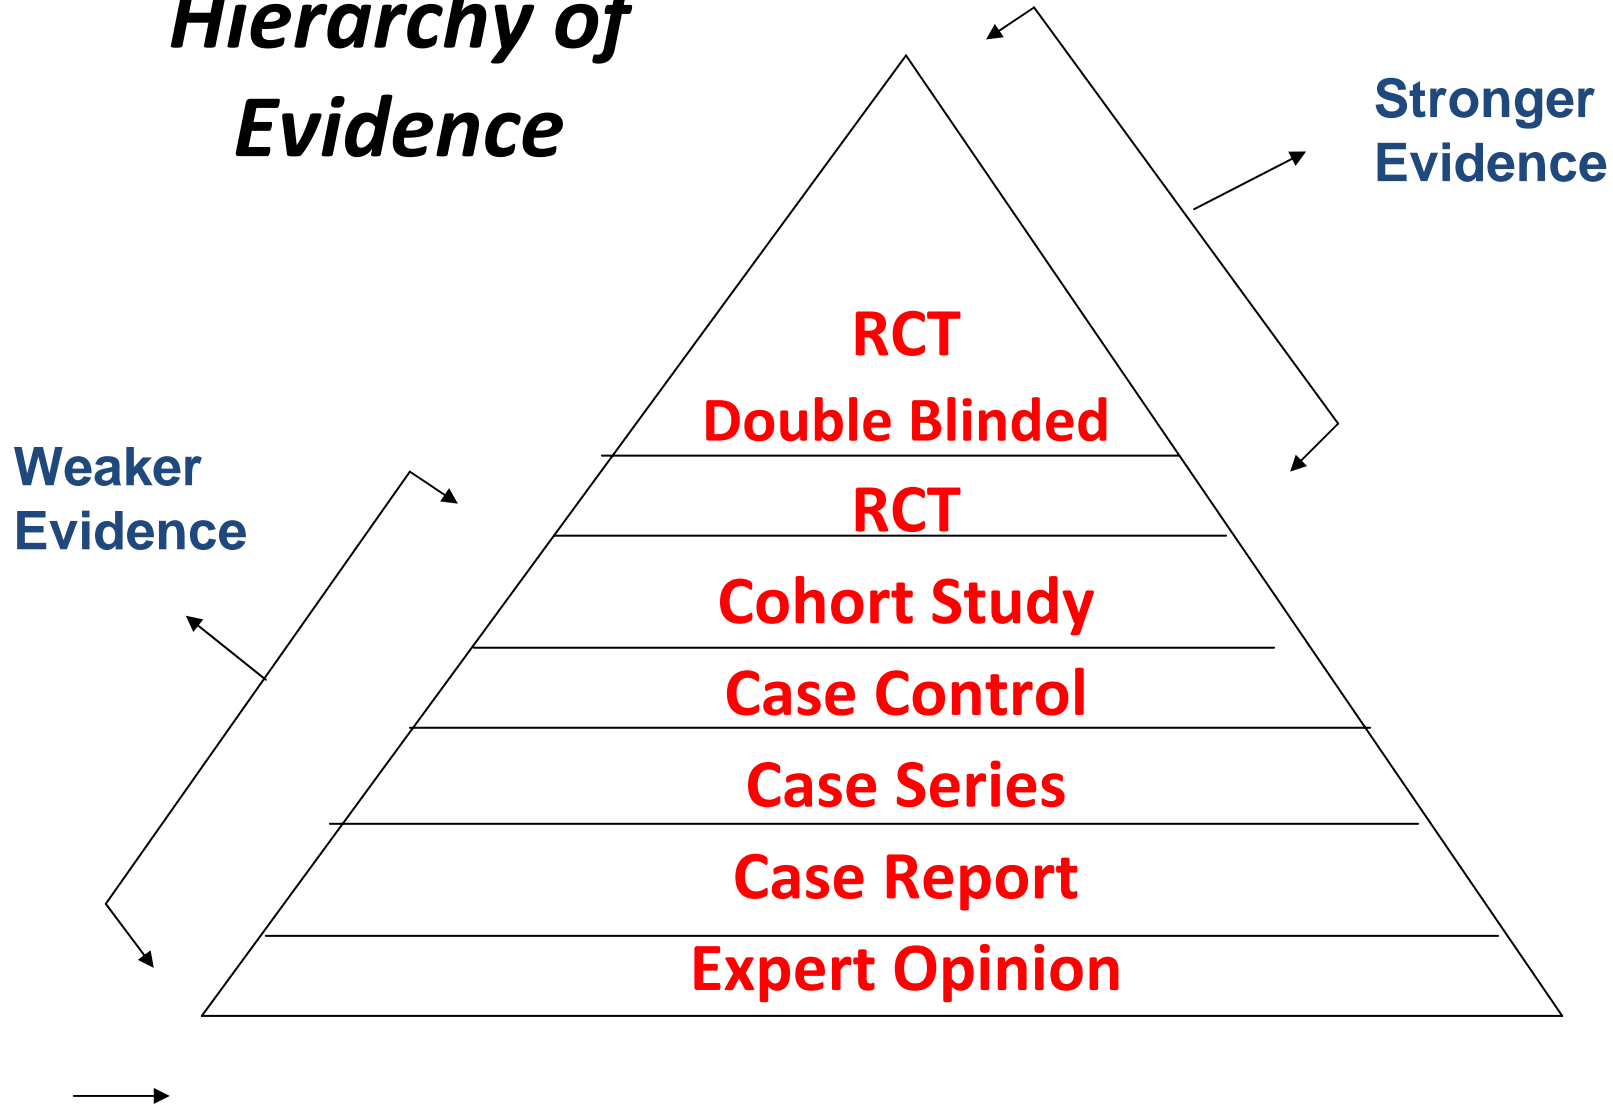 Hierarchy of
Evidence
Stronger
Evidence
RCT
Double Blinded
Weaker
Evidence
RCT
Cohort Study
Case Control
Case Series
Case Report
Expert Opinion